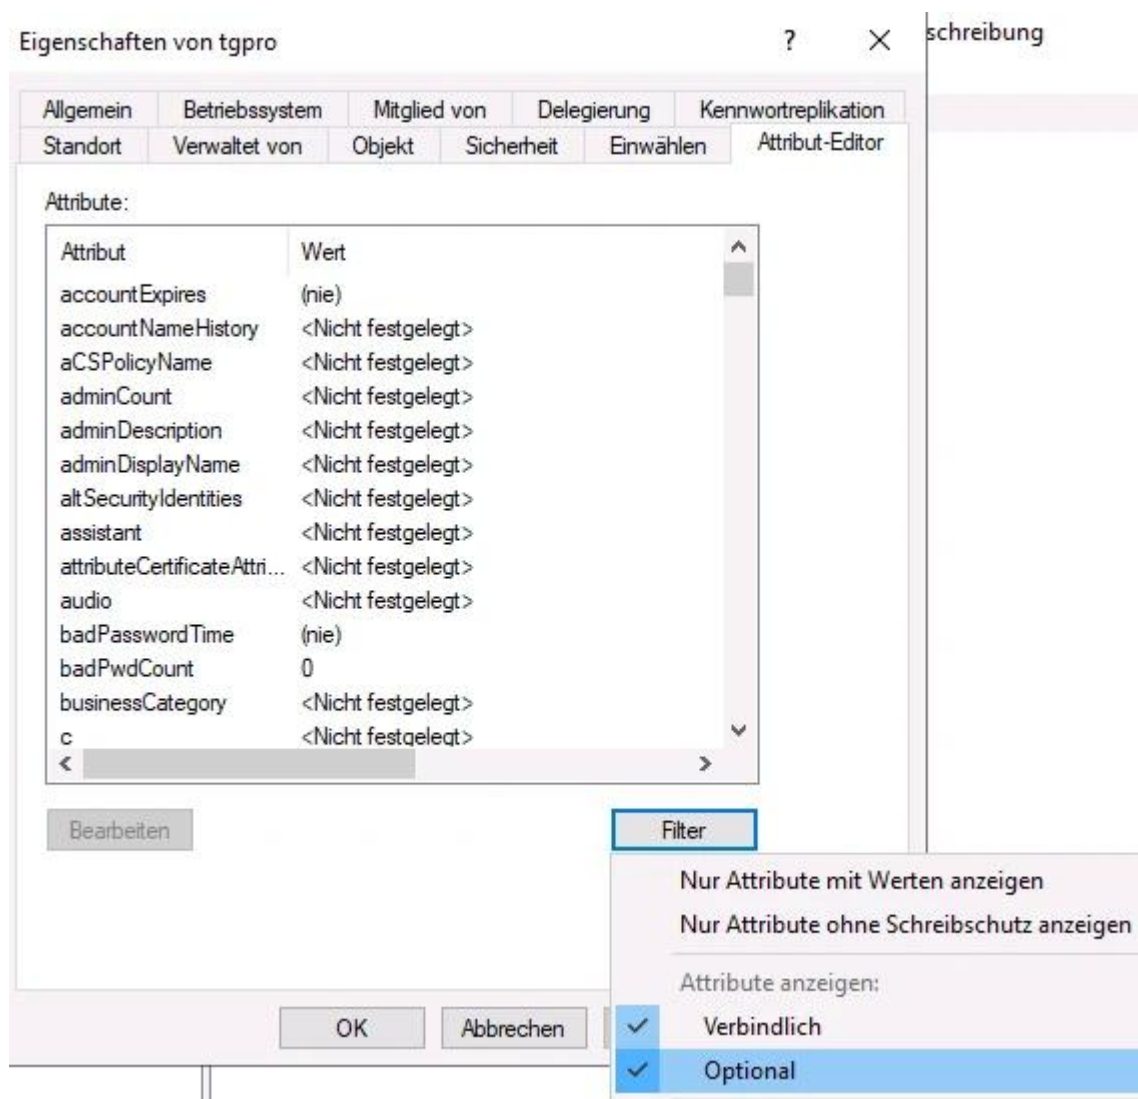 Eigenschaften von tgpro ? schreibung
Allgemein Betriebssystem Mitglied von Delegierung Kennwortreplikation
Standort Verwaltet von Objekt Sicherheit Einwählen Attribut-Editor
Attribute:
Attribut Wert
accountExpires (nie)
accountNameHistory <Nicht festgelegt>
aCSPolicyName <Nicht festgelegt>
adminCount <Nicht festgelegt>
adminDescription <Nicht festgelegt>
adminDisplayName <Nicht festgelegt>
altSecurityIdentities <Nicht festgelegt>
assistant <Nicht festgelegt>
attributeCertificateAttri... <Nicht festgelegt>
audio <Nicht festgelegt>
badPasswordTime (nie)
badPwdCount 0
businessCategory <Nicht festgelegt>
c <Nicht festgelegt>
Bearbeiten Filter
Nur Attribute mit Werten anzeigen
Nur Attribute ohne Schreibschutz anzeigen
Attribute anzeigen:
OK Abbrechen Verbindlich
Optional